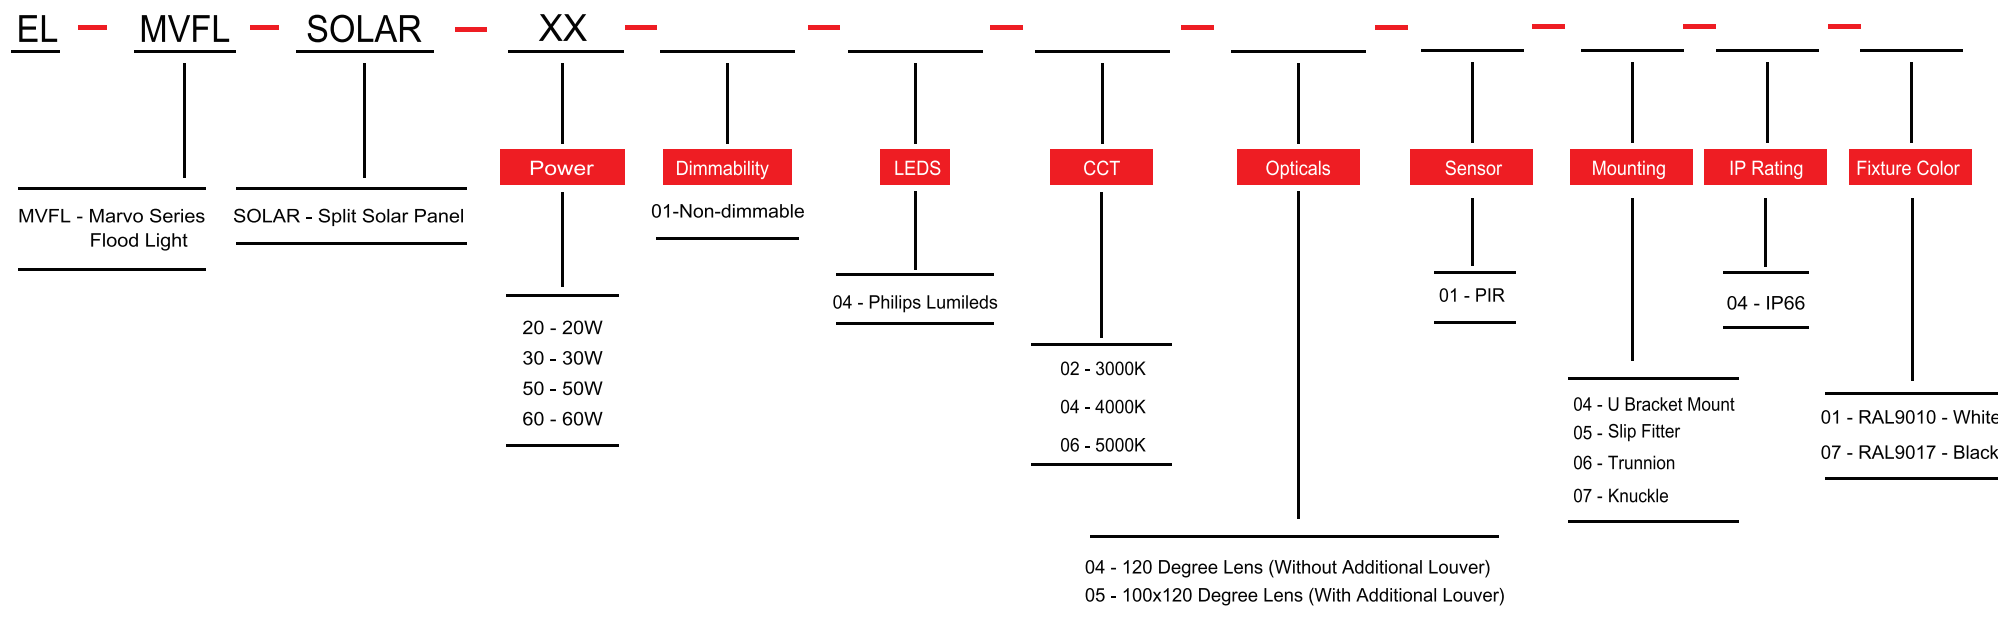 EL MVFL SOLAR XX
Power Dimmability LEDS CCT Opticals Sensor Mounting IP Rating Fixture Color
MVFL - Marvo Series
Flood Light
SOLAR - Split Solar Panel
20 - 20W
30 - 30W
50 - 50W
60 - 60W
01-Non-dimmable
04 - Philips Lumileds
02 - 3000K
04 - 4000K
06 - 5000K
04 - 120 Degree Lens (Without Additional Louver)
05 - 100x120 Degree Lens (With Additional Louver)
01 - PIR
04 - U Bracket Mount
05 - Slip Fitter
06 - Trunnion
07 - Knuckle
04 - IP66
01 - RAL9010 - White
07 - RAL9017 - Black